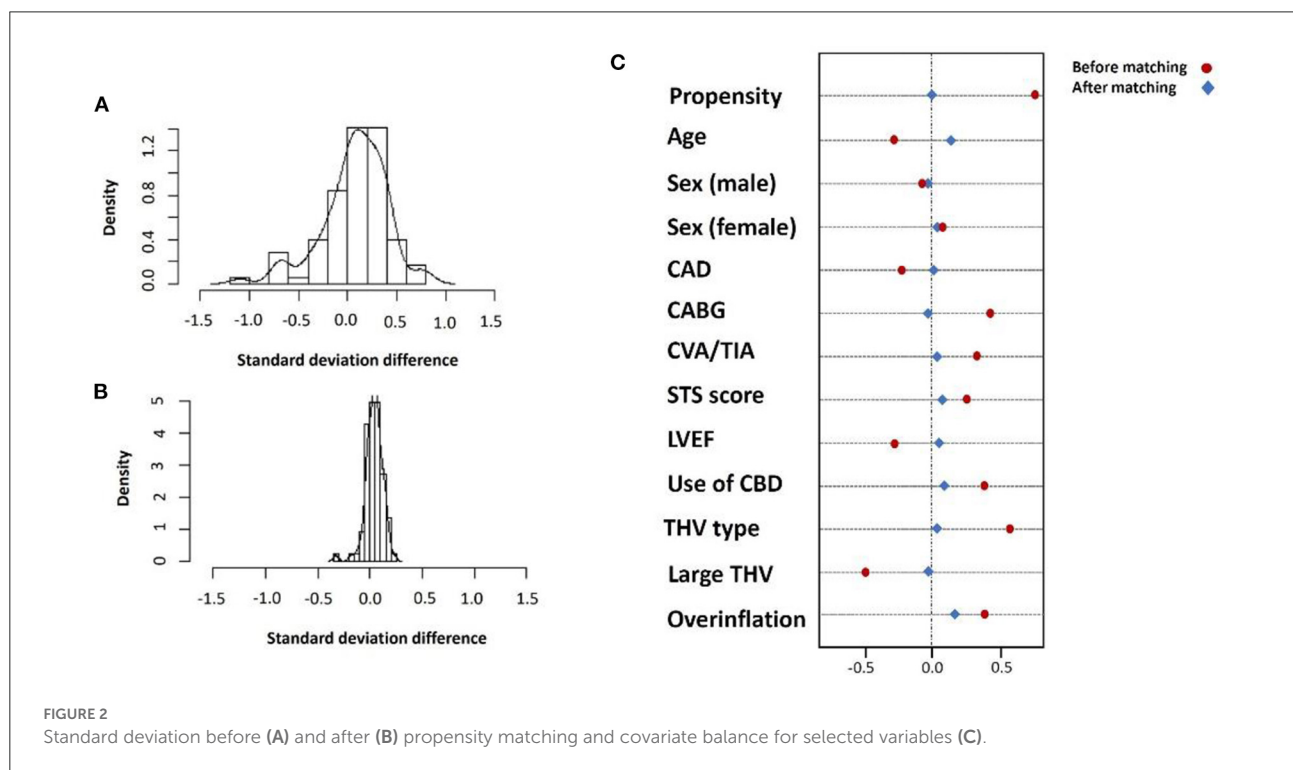 A
Density
0.0 0.4 0.8 1.2
-1.5 -1.0 -0.5 0.0 0.5 1.0 1.5
Standard deviation difference
B
Density
0 1 2 3 4 5
-1.5 -1.0 -0.5 0.0 0.5 1.0 1.5
Standard deviation difference
C
Propensity
Age
Sex (male)
Sex (female)
CAD
CABG
CVA/TIA
STS score
LVEF
Use of CBD
THV type
Large THV
Overinflation
-0.5 0.0 0.5
Before matching
After matching
FIGURE 2
Standard deviation before (A) and after (B) propensity matching and covariate balance for selected variables (C).